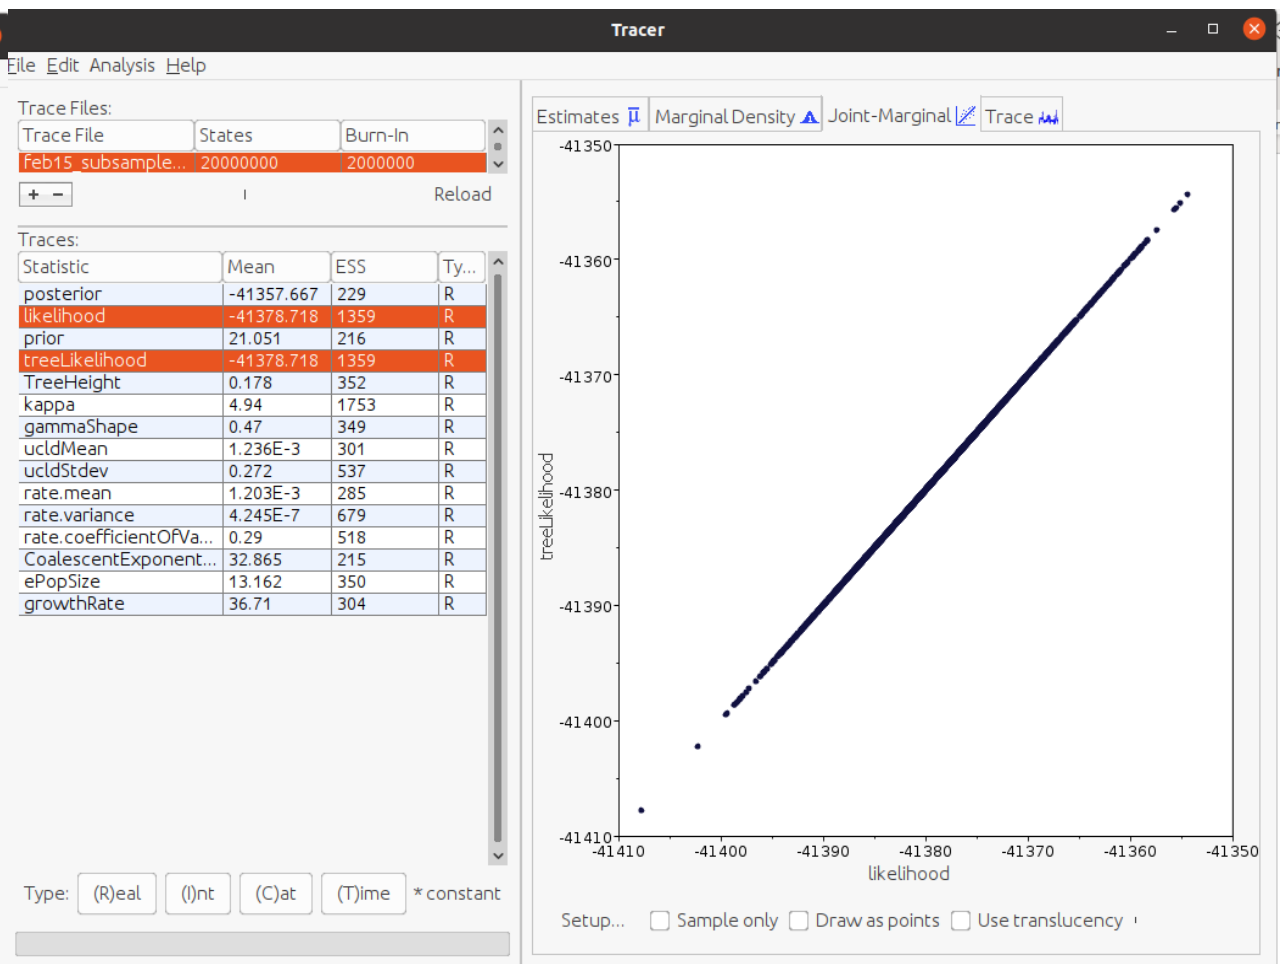 Tracer
File Edit Analysis Help
Trace Files:
Trace File States Burn-In
feb15_subsample... 20000000 2000000
+ - Reload
Traces:
Statistic Mean ESS Ty...
posterior -41357.667 229 R
likelihood -41378.718 1359 R
prior 21.051 216 R
treeLikelihood -41378.718 1359 R
TreeHeight 0.178 352 R
kappa 4.94 1753 R
gammaShape 0.47 349 R
ucldMean 1.236E-3 301 R
ucldStdev 0.272 537 R
rate.mean 1.203E-3 285 R
rate.variance 4.245E-7 679 R
rate.coefficientOfVa... 0.29 518 R
CoalescentExponent... 32.865 215 R
ePopSize 13.162 350 R
growthRate 36.71 304 R
Type: (R)eal (I)nt (C)at (T)ime * constant
Estimates μ Marginal Density Joint-Marginal Trace
-41350
-41360
-41370
-41380
-41390
-41400
-41410
treeLikelihood
-41410 -41400 -41390 -41380 -41370 -41360 -41350
likelihood
Setup... Sample only Draw as points Use translucency